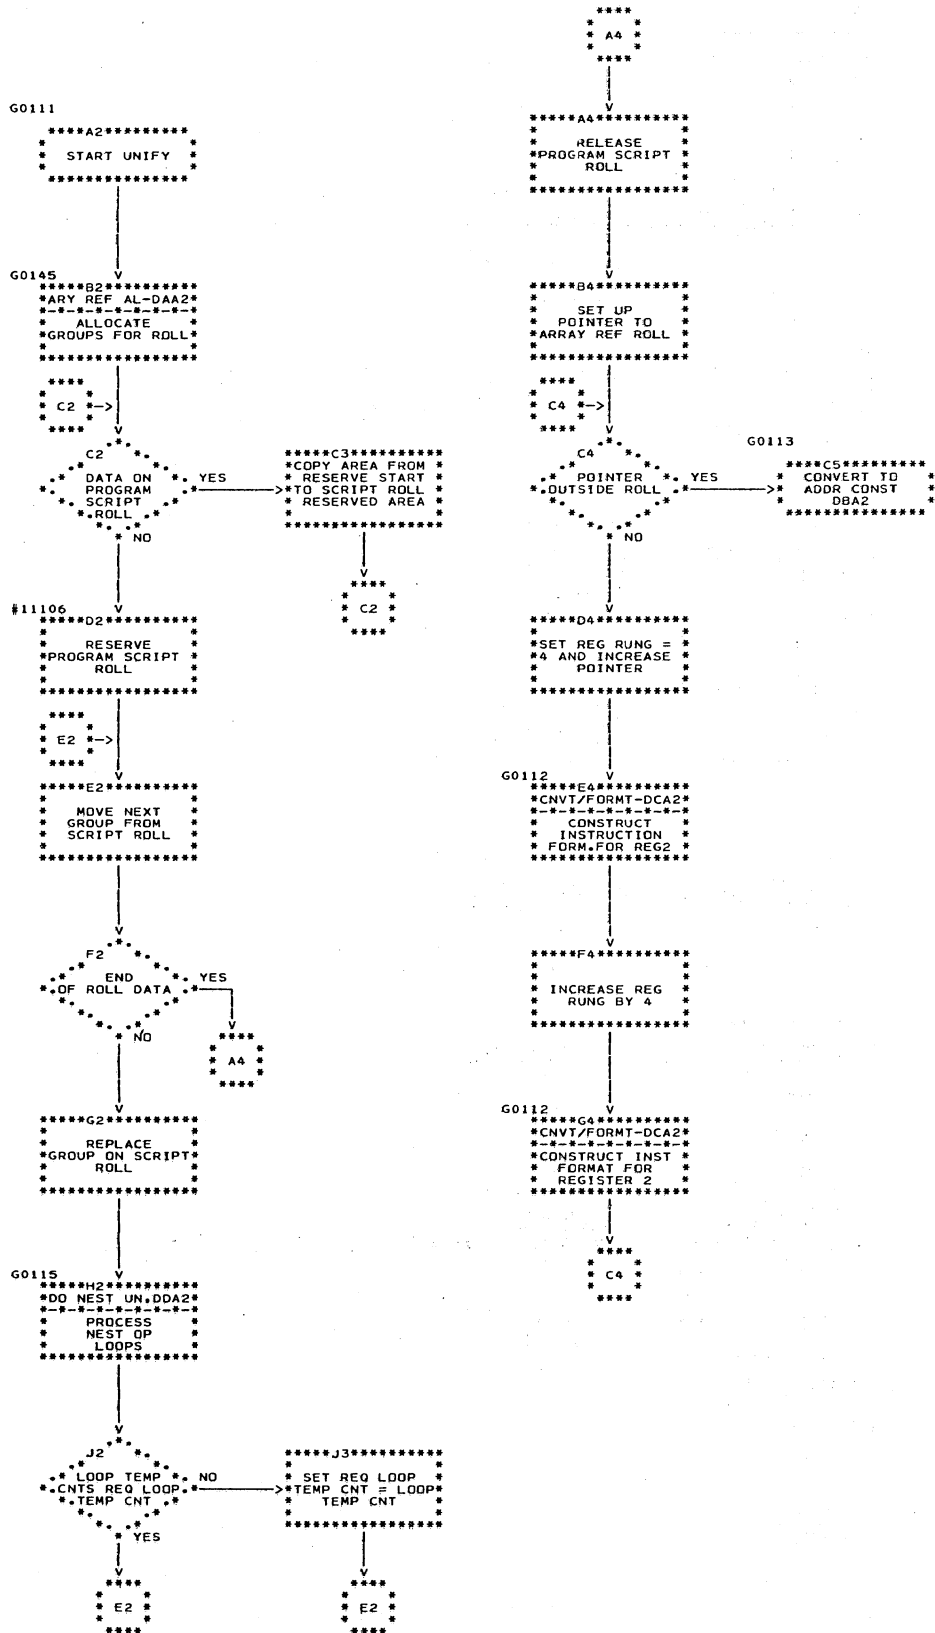 G0111
A2
START UNIFY
G0145
B2
ARY REF AL-DAA2
ALLOCATE
GROUPS FOR ROLL
C2
C2
DATA ON
PROGRAM
SCRIPT
ROLL
YES
NO
C3
COPY AREA FROM
RESERVE START
TO SCRIPT ROLL
RESERVED AREA
C2
#11106
D2
RESERVE
PROGRAM SCRIPT
ROLL
E2
E2
MOVE NEXT
GROUP FROM
SCRIPT ROLL
F2
END
OF ROLL DATA
YES
NO
A4
G2
REPLACE
GROUP ON SCRIPT
ROLL
G0115
H2
DO NEST UN.DDA2
PROCESS
NEST OP
LOOPS
J2
LOOP TEMP
CNTS REQ LOOP
TEMP CNT
NO
YES
J3
SET REQ LOOP
TEMP CNT = LOOP
TEMP CNT
E2
E2
A4
A4
RELEASE
PROGRAM SCRIPT
ROLL
B4
SET UP
POINTER TO
ARRAY REF ROLL
C4
C4
POINTER
OUTSIDE ROLL
YES
NO
G0113
C5
CONVERT TO
ADDR CONST
DBA2
D4
SET REG RUNG =
4 AND INCREASE
POINTER
G0112
E4
CNVT/FORMT-DCA2
CONSTRUCT
INSTRUCTION
FORM.FOR REG2
F4
INCREASE REG
RUNG BY 4
G0112
G4
CNVT/FORMT-DCA2
CONSTRUCT INST
FORMAT FOR
REGISTER 2
C4